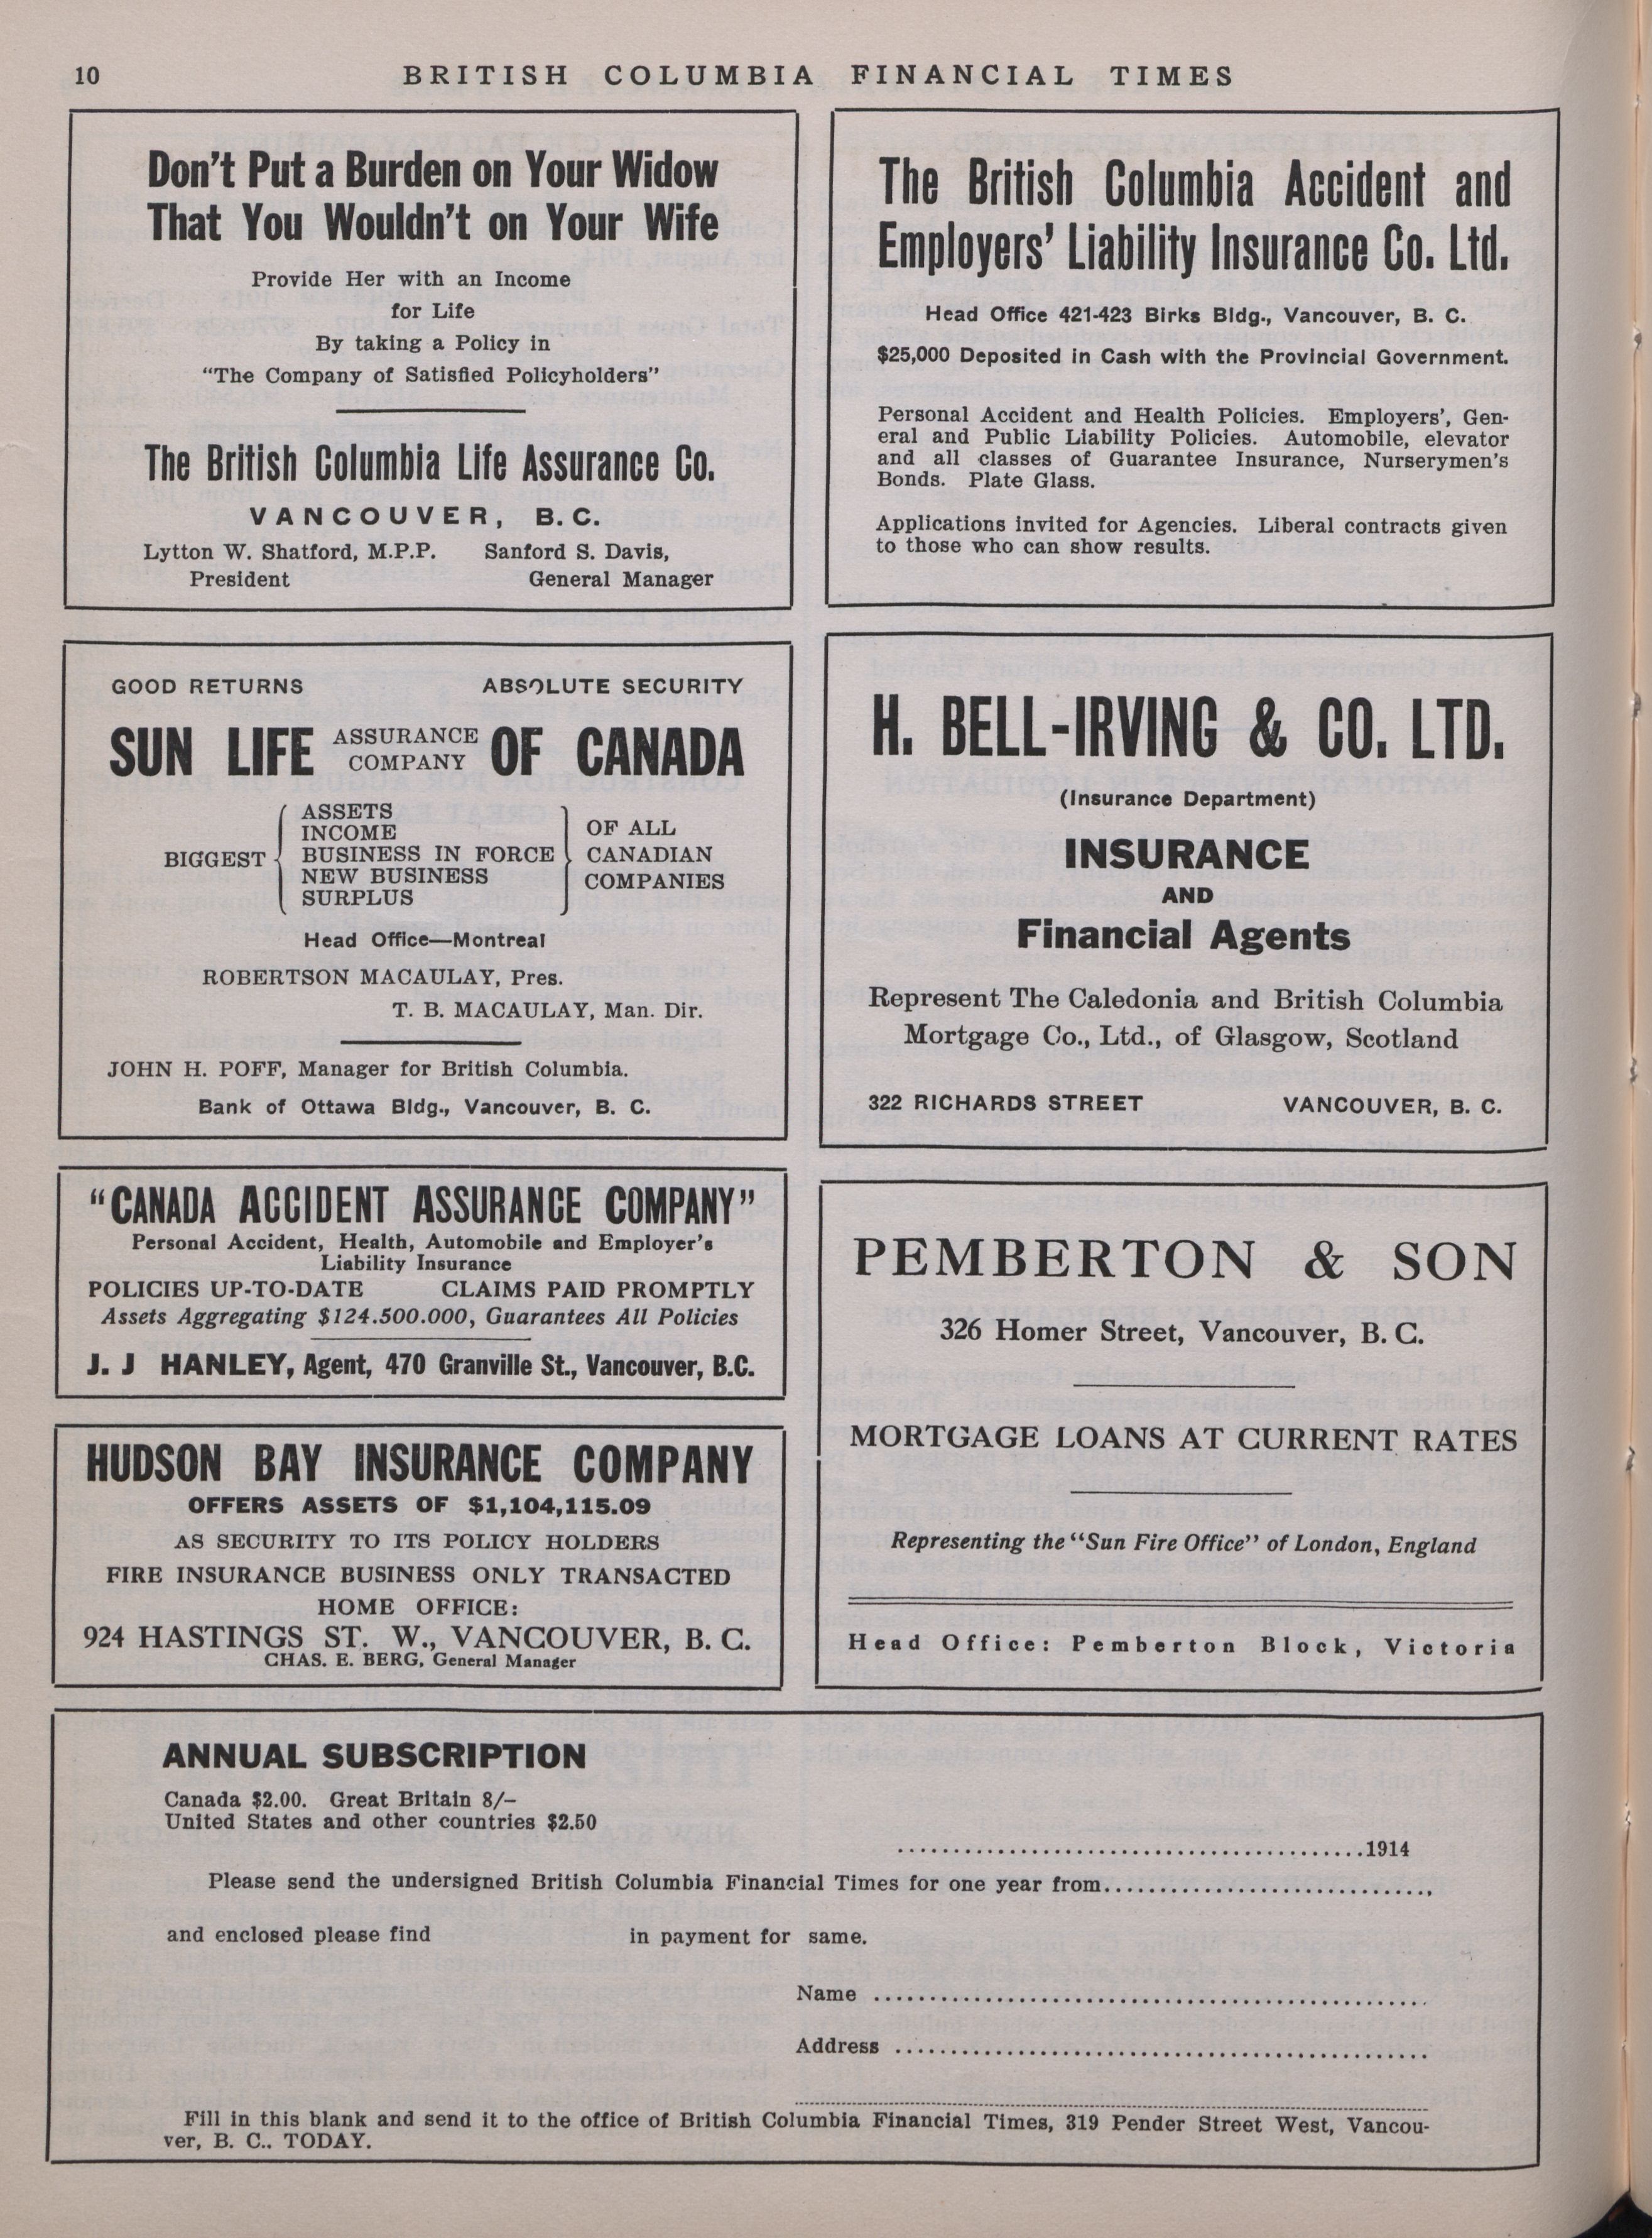 10
BRITISH COLUMBIA FINANCIAL TIMES
Don't Put a Burden on Your Widow
That You Wouldn't on Your Wife
Provide Her with an Income
for Life
By taking a Policy in
"The Company of Satisfied Policyholders"
The British Columbia Life Assurance Co.
VANCOUVER, B. C.
Lytton W. Shatford, M.P.P. Sanford S. Davis,
President General Manager
The British Columbia Accident and
Employers' Liability Insurance Co. Ltd.
Head Office 421-423 Birks Bldg., Vancouver, B. C.
$25,000 Deposited in Cash with the Provincial Government.
Personal Accident and Health Policies. Employers', Gen-
eral and Public Liability Policies. Automobile, elevator
and all classes of Guarantee Insurance, Nurserymen's
Bonds. Plate Glass.
Applications invited for Agencies. Liberal contracts given
to those who can show results.
GOOD RETURNS ABSOLUTE SECURITY
SUN LIFE ASSURANCE COMPANY OF CANADA
BIGGEST
ASSETS
INCOME
BUSINESS IN FORCE
NEW BUSINESS
SURPLUS
OF ALL
CANADIAN
COMPANIES
Head Office—Montreal
ROBERTSON MACAULAY, Pres.
T. B. MACAULAY, Man. Dir.
JOHN H. POFF, Manager for British Columbia.
Bank of Ottawa Bldg., Vancouver, B. C.
H. BELL-IRVING & CO. LTD.
(Insurance Department)
INSURANCE
AND
Financial Agents
Represent The Caledonia and British Columbia
Mortgage Co., Ltd., of Glasgow, Scotland
322 RICHARDS STREET VANCOUVER, B. C.
"CANADA ACCIDENT ASSURANCE COMPANY"
Personal Accident, Health, Automobile and Employer's
Liability Insurance
POLICIES UP-TO-DATE CLAIMS PAID PROMPTLY
Assets Aggregating $124.500.000, Guarantees All Policies
J. J HANLEY, Agent, 470 Granville St., Vancouver, B.C.
HUDSON BAY INSURANCE COMPANY
OFFERS ASSETS OF $1,104,115.09
AS SECURITY TO ITS POLICY HOLDERS
FIRE INSURANCE BUSINESS ONLY TRANSACTED
HOME OFFICE:
924 HASTINGS ST. W., VANCOUVER, B. C.
CHAS. E. BERG, General Manager
PEMBERTON & SON
326 Homer Street, Vancouver, B. C.
MORTGAGE LOANS AT CURRENT RATES
Representing the "Sun Fire Office" of London, England
Head Office: Pemberton Block, Victoria
ANNUAL SUBSCRIPTION
Canada $2.00. Great Britain 8/–
United States and other countries $2.50
..........................................1914
Please send the undersigned British Columbia Financial Times for one year from..............................
and enclosed please find in payment for same.
Name ..................................................
Address ................................................
Fill in this blank and send it to the office of British Columbia Financial Times, 319 Pender Street West, Vancou-
ver, B. C.. TODAY.